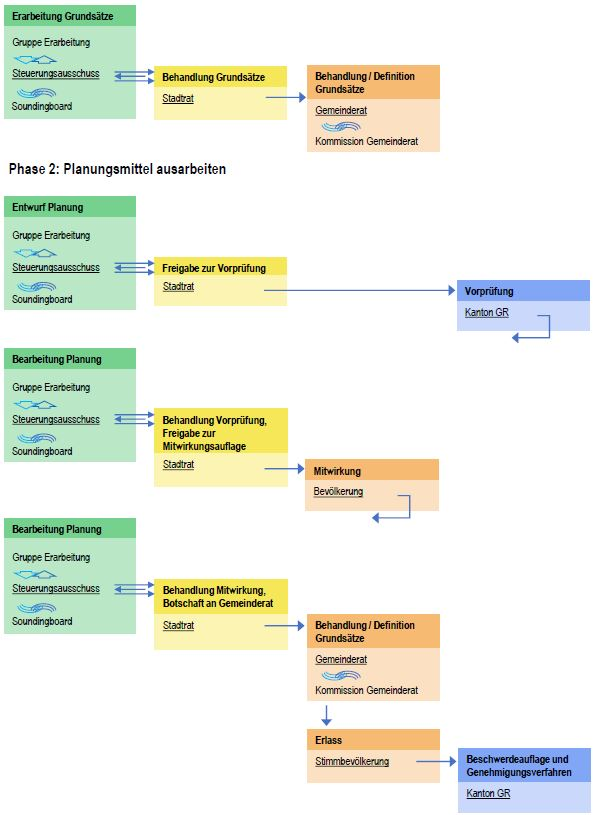 Erarbeitung Grundsätze
Gruppe Erarbeitung
Steuerungsausschuss
Soundingboard
Behandlung Grundsätze
Stadtrat
Behandlung / Definition
Grundsätze
Gemeinderat
Kommission Gemeinderat
Phase 2: Planungsmittel ausarbeiten
Entwurf Planung
Gruppe Erarbeitung
Steuerungsausschuss
Soundingboard
Freigabe zur Vorprüfung
Stadtrat
Vorprüfung
Kanton GR
Bearbeitung Planung
Gruppe Erarbeitung
Steuerungsausschuss
Soundingboard
Behandlung Vorprüfung,
Freigabe zur
Mitwirkungsauflage
Stadtrat
Mitwirkung
Bevölkerung
Bearbeitung Planung
Gruppe Erarbeitung
Steuerungsausschuss
Soundingboard
Behandlung Mitwirkung,
Botschaft an Gemeinderat
Stadtrat
Behandlung / Definition
Grundsätze
Gemeinderat
Kommission Gemeinderat
Erlass
Stimmbevölkerung
Beschwerdeauflage und
Genehmigungsverfahren
Kanton GR